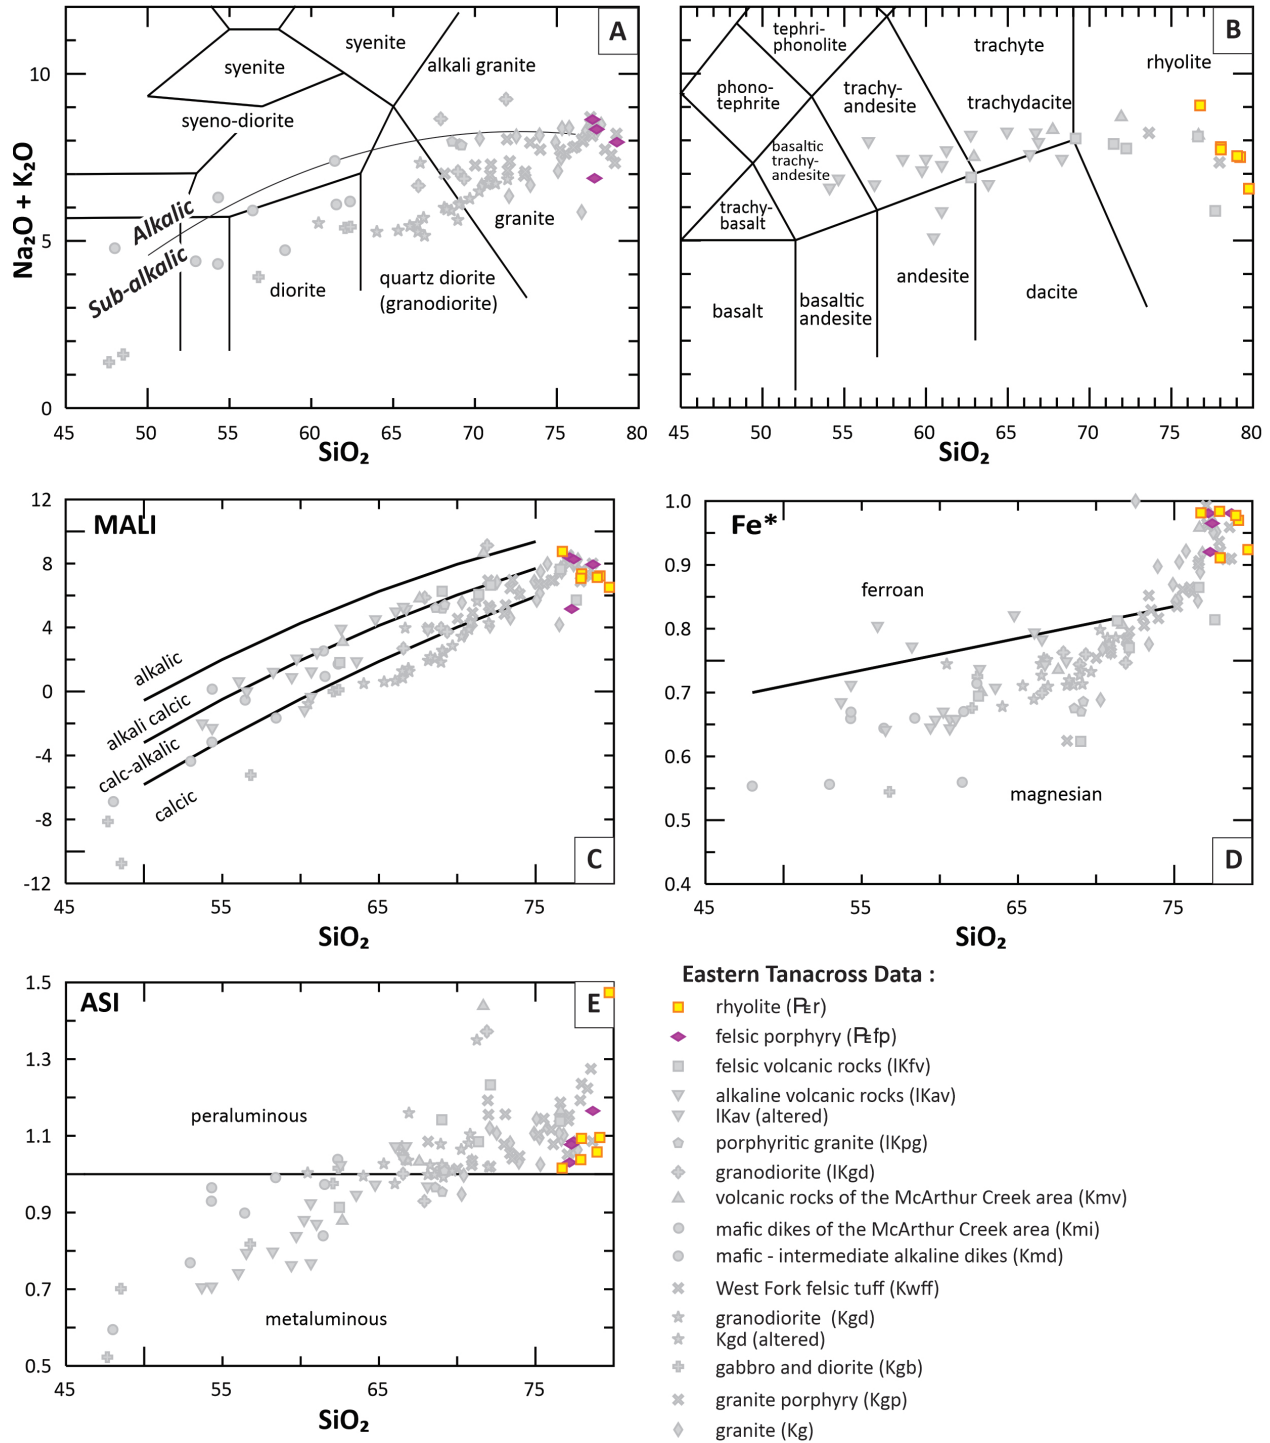 A
syenite
syenite
alkali granite
syeno-diorite
Alkalic
Sub-alkalic
granite
diorite
quartz diorite
(granodiorite)
Na₂O + K₂O
10
5
0
45 50 55 60 65 70 75 80
SiO₂
B
tephri-
phonolite
trachyte
rhyolite
phono-
tephrite
trachy-
andesite
trachydacite
basaltic
trachy-
andesite
trachy-
basalt
andesite
dacite
basalt
basaltic
andesite
45 50 55 60 65 70 75 80
SiO₂
MALI
12
8
4
0
-4
-8
-12
alkalic
alkali calcic
calc-alkalic
calcic
C
45 55 65 75
SiO₂
Fe*
1.0
0.9
0.8
0.7
0.6
0.5
0.4
ferroan
magnesian
D
45 55 65 75
SiO₂
ASI
E
1.5
1.3
1.1
0.9
0.7
0.5
peraluminous
metaluminous
45 55 65 75
SiO₂
Eastern Tanacross Data :
rhyolite (P̵Er)
felsic porphyry (P̵Efp)
felsic volcanic rocks (lKfv)
alkaline volcanic rocks (lKav)
lKav (altered)
porphyritic granite (lKpg)
granodiorite (lKgd)
volcanic rocks of the McArthur Creek area (Kmv)
mafic dikes of the McArthur Creek area (Kmi)
mafic - intermediate alkaline dikes (Kmd)
West Fork felsic tuff (Kwff)
granodiorite (Kgd)
Kgd (altered)
gabbro and diorite (Kgb)
granite porphyry (Kgp)
granite (Kg)